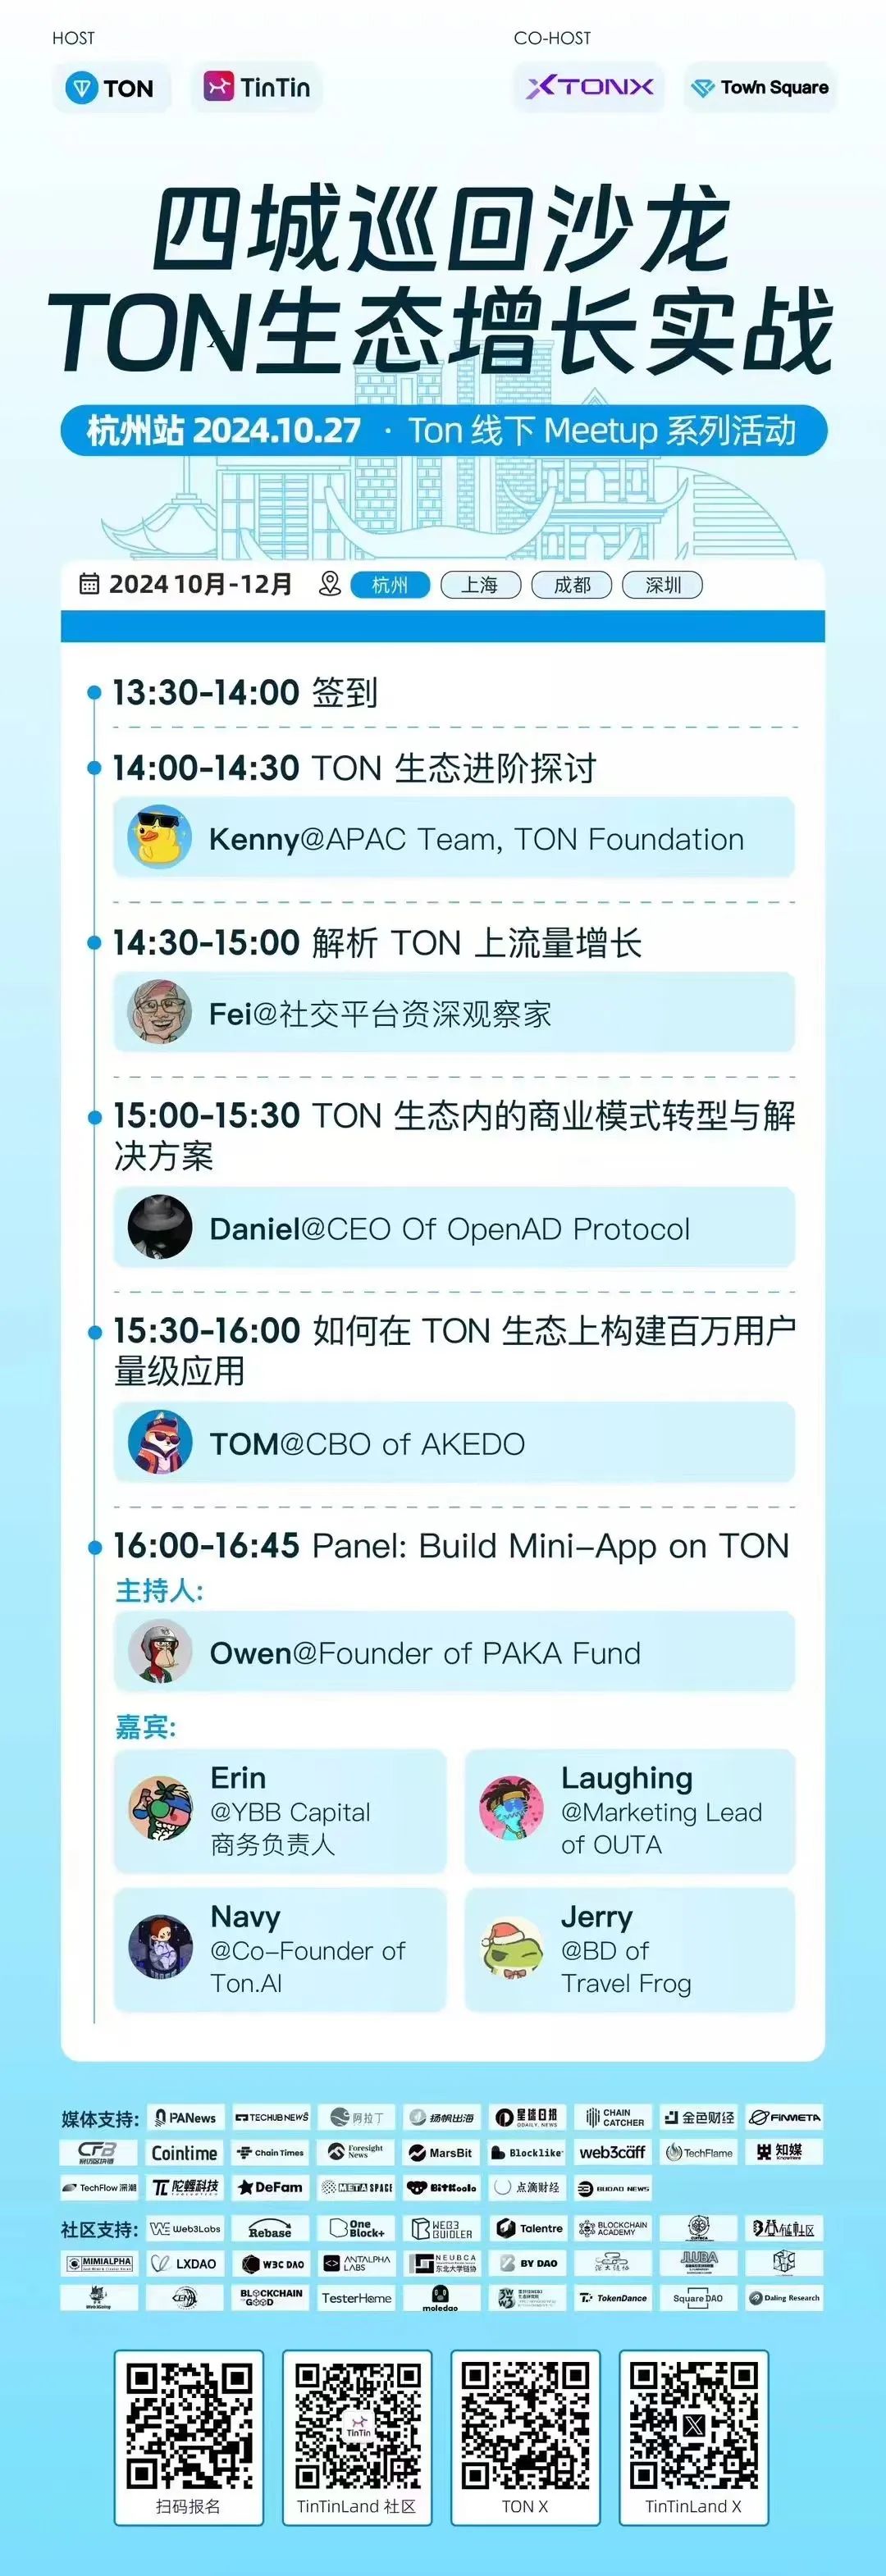 HOST
CO-HOST
TON
TinTin
XTONX
Town Square
四城巡回沙龙
TON生态增长实战
杭州站 2024.10.27 · Ton 线下 Meetup 系列活动
2024 10月-12月 杭州 上海 成都 深圳
13:30-14:00 签到
14:00-14:30 TON 生态进阶探讨
Kenny@APAC Team, TON Foundation
14:30-15:00 解析 TON 上流量增长
Fei@社交平台资深观察家
15:00-15:30 TON 生态内的商业模式转型与解
决方案
Daniel@CEO Of OpenAD Protocol
15:30-16:00 如何在 TON 生态上构建百万用户
量级应用
TOM@CBO of AKEDO
16:00-16:45 Panel: Build Mini-App on TON
主持人:
Owen@Founder of PAKA Fund
嘉宾:
Erin
@YBB Capital
商务负责人
Laughing
@Marketing Lead
of OUTA
Navy
@Co-Founder of
Ton.AI
Jerry
@BD of
Travel Frog
媒体支持: PANews TECHUB NEWS 阿拉丁 扬帆出海 星球日报 ODAILY NEWS CHAIN CATCHER 金色财经 FINMETA
CFB Cointime Chain Times Foresight News MarsBit Blocklike web3caff TechFlame 知媒
TechFlow 深潮 陀螺科技 DeFam META SPACE BitKoala 点滴财经 BUDAO NEWS
社区支持: Web3Labs Rebase One Block+ WEB3 BUIDLER Talentre BLOCKCHAIN ACADEMY
MIMIALPHA LXDAO W3C DAO ANTALPHA LABS NEUBCA 东北大学链协 BY DAO JLUBA
BLOCKCHAIN GOOD TesterHome moledao TokenDance SquareDAO Daling Research
TinTin
扫码报名
TinTinLand 社区
TON X
TinTinLand X